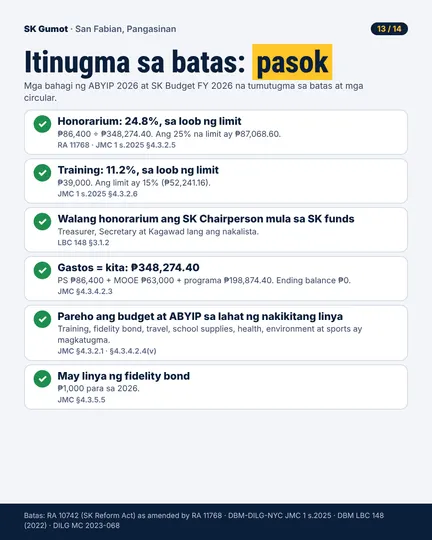 SK Gumot · San Fabian, Pangasinan
13 / 14
Itinugma sa batas: pasok
Mga bahagi ng ABYIP 2026 at SK Budget FY 2026 na tumutugma sa batas at mga
circular.
Honorarium: 24.8%, sa loob ng limit
₱86,400 ÷ ₱348,274.40. Ang 25% na limit ay ₱87,068.60.
RA 11768 · JMC 1 s.2025 §4.3.2.5
Training: 11.2%, sa loob ng limit
₱39,000. Ang limit ay 15% (₱52,241.16).
JMC 1 s.2025 §4.3.2.6
Walang honorarium ang SK Chairperson mula sa SK funds
Treasurer, Secretary at Kagawad lang ang nakalista.
LBC 148 §3.1.2
Gastos = kita: ₱348,274.40
PS ₱86,400 + MOOE ₱63,000 + programa ₱198,874.40. Ending balance ₱0.
JMC §4.3.4.2.3
Pareho ang budget at ABYIP sa lahat ng nakikitang linya
Training, fidelity bond, travel, school supplies, health, environment at sports ay
magkatugma.
JMC §4.3.2.1 · §4.3.4.2.4(v)
May linya ng fidelity bond
₱1,000 para sa 2026.
JMC §4.3.5.5
Batas: RA 10742 (SK Reform Act) as amended by RA 11768 · DBM-DILG-NYC JMC 1 s.2025 · DBM LBC 148
(2022) · DILG MC 2023-068